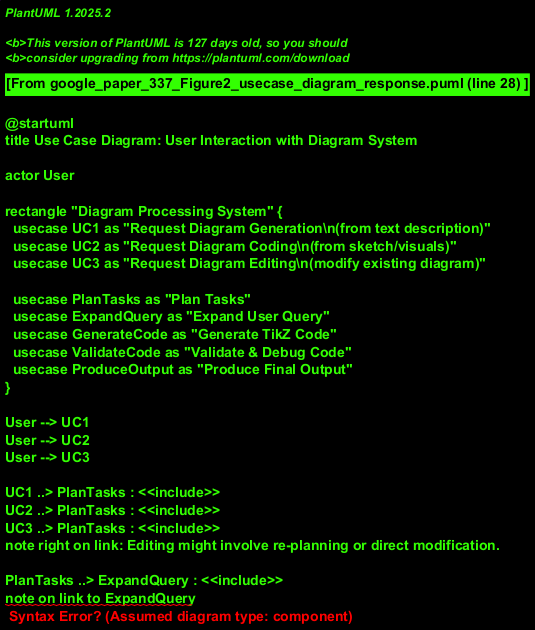 PlantUML 1.2025.2
<b>This version of PlantUML is 127 days old, so you should
<b>consider upgrading from https://plantuml.com/download
[From google_paper_337_Figure2_usecase_diagram_response.puml (line 28) ]
@startuml
title Use Case Diagram: User Interaction with Diagram System
actor User
rectangle "Diagram Processing System" {
usecase UC1 as "Request Diagram Generation\n(from text description)"
usecase UC2 as "Request Diagram Coding\n(from sketch/visuals)"
usecase UC3 as "Request Diagram Editing\n(modify existing diagram)"
usecase PlanTasks as "Plan Tasks"
usecase ExpandQuery as "Expand User Query"
usecase GenerateCode as "Generate TikZ Code"
usecase ValidateCode as "Validate & Debug Code"
usecase ProduceOutput as "Produce Final Output"
}
User --> UC1
User --> UC2
User --> UC3
UC1 ..> PlanTasks : <<include>>
UC2 ..> PlanTasks : <<include>>
UC3 ..> PlanTasks : <<include>>
note right on link: Editing might involve re-planning or direct modification.
PlanTasks ..> ExpandQuery : <<include>>
note on link to ExpandQuery
Syntax Error? (Assumed diagram type: component)